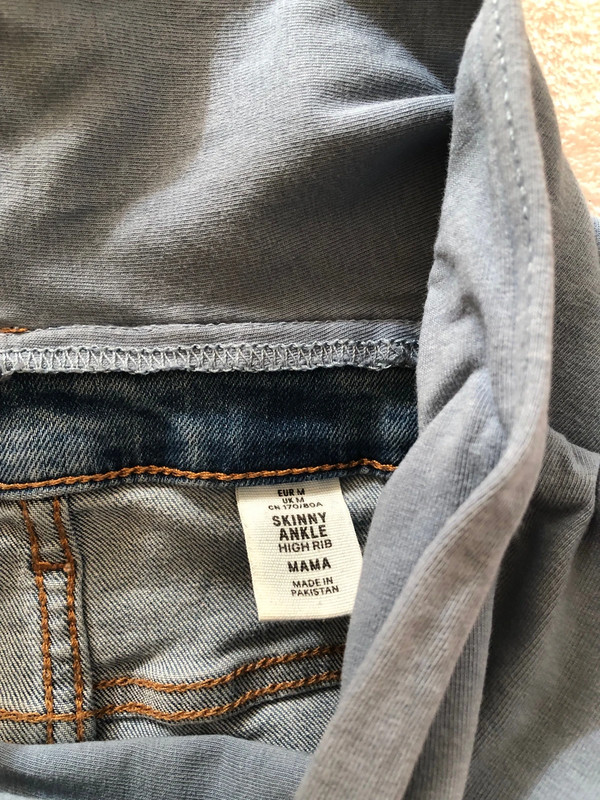 EUR M
UK M
CN 170/80A
SKINNY
ANKLE
HIGH RIB
MAMA
MADE IN
PAKISTAN